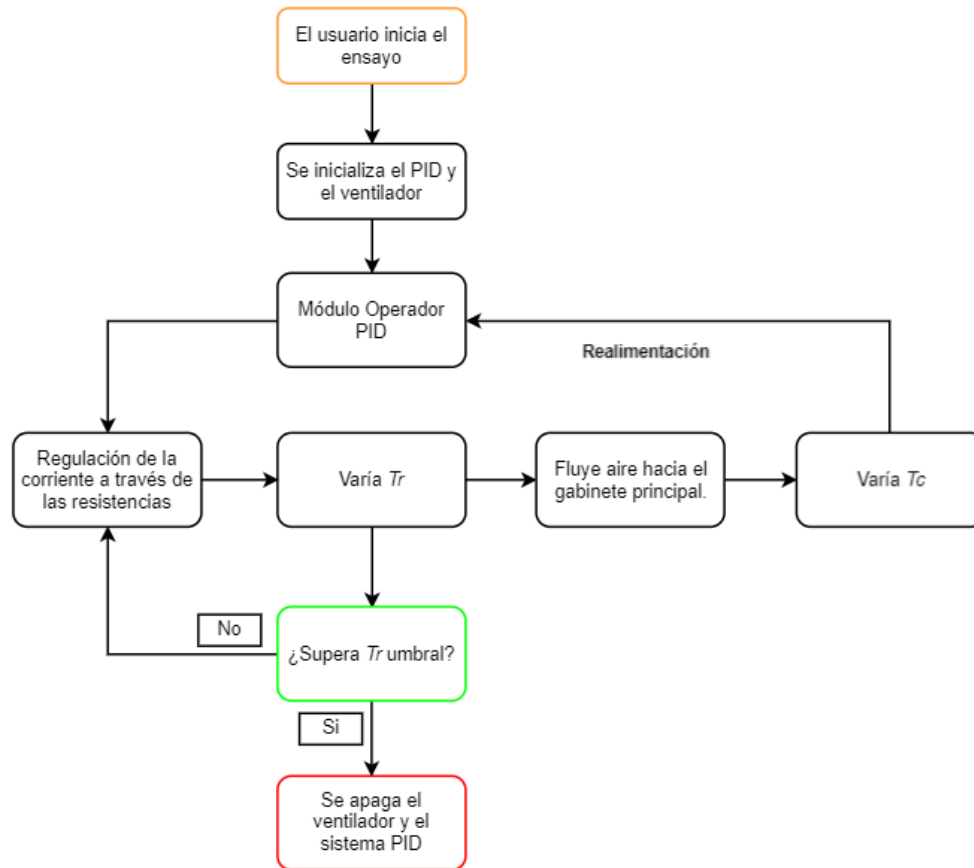 El usuario inicia el
ensayo
Se inicializa el PID y
el ventilador
Módulo Operador
PID
Realimentación
Regulación de la
corriente a través de
las resistencias
Varía Tr
Fluye aire hacia el
gabinete principal.
Varía Tc
No
¿Supera Tr umbral?
Si
Se apaga el
ventilador y el
sistema PID